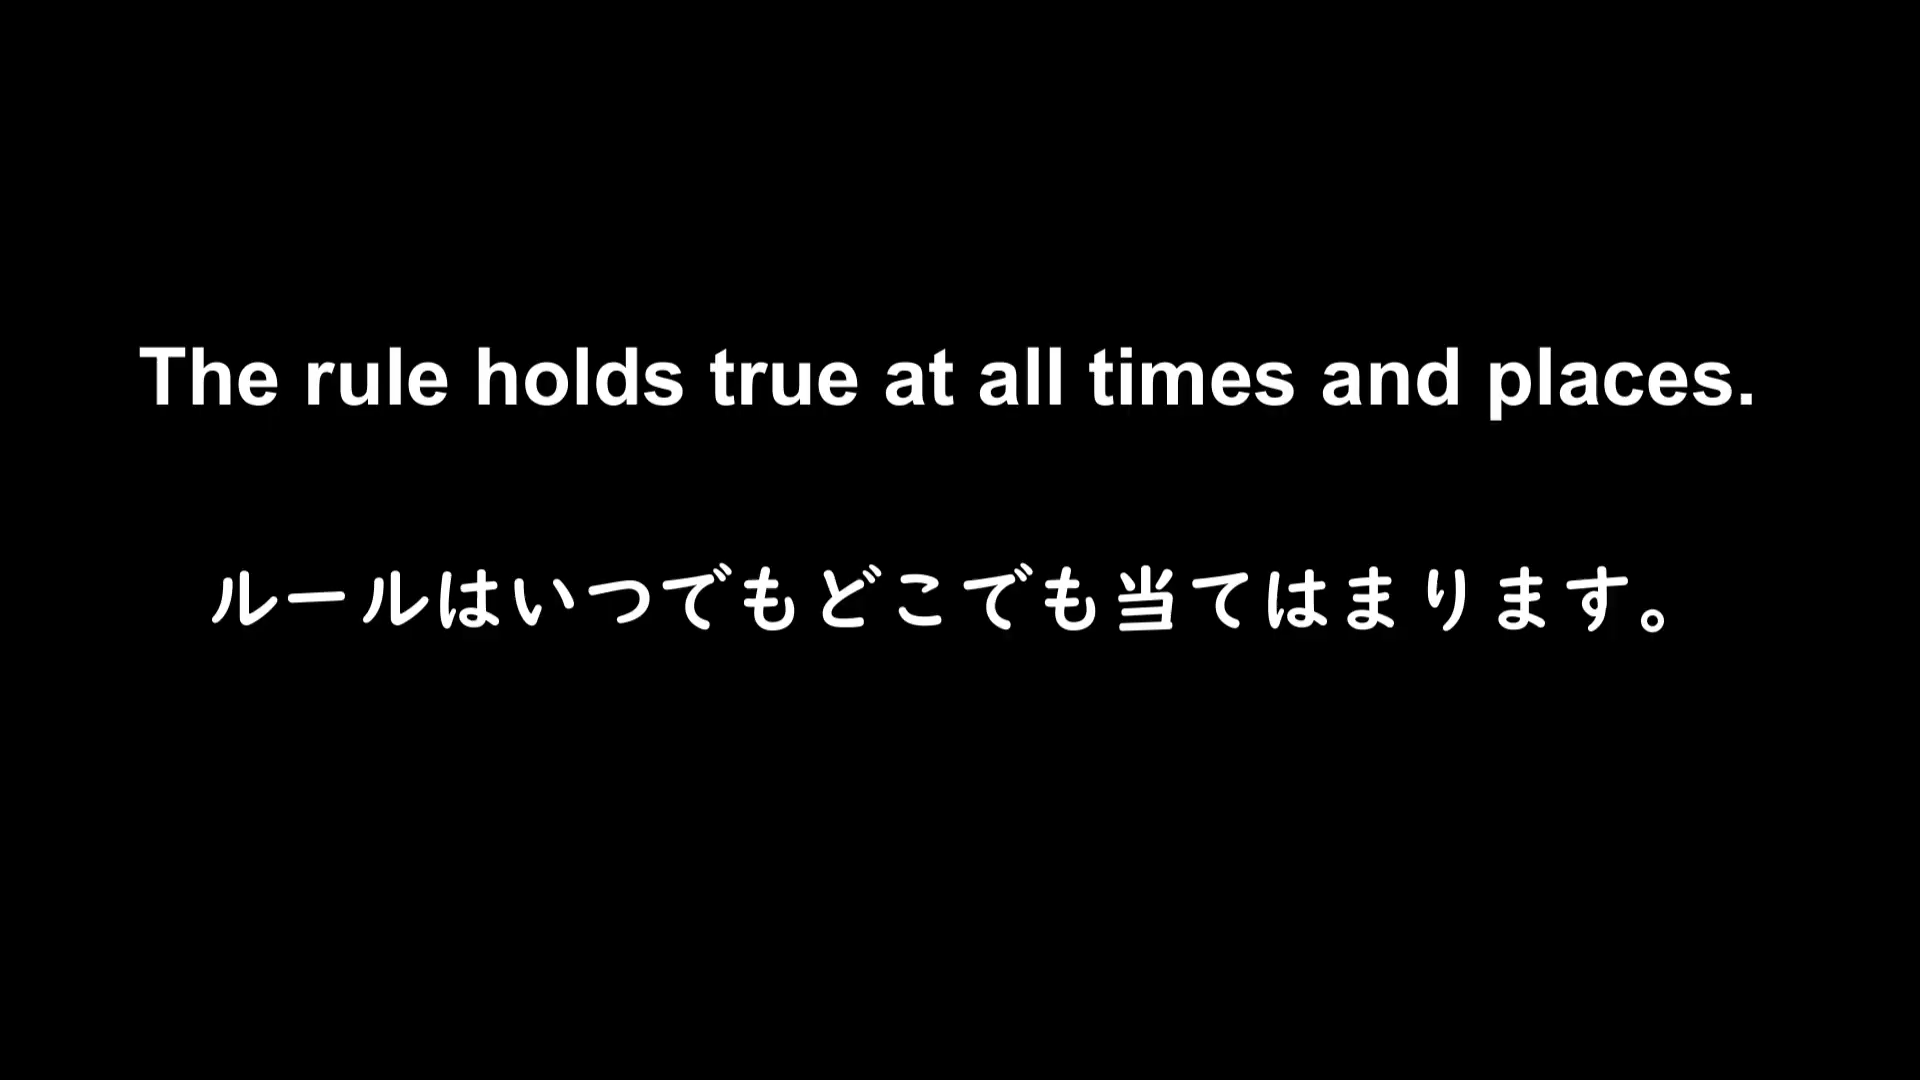 The rule holds true at all times and places.
ルールはいつでもどこでも当てはまります。